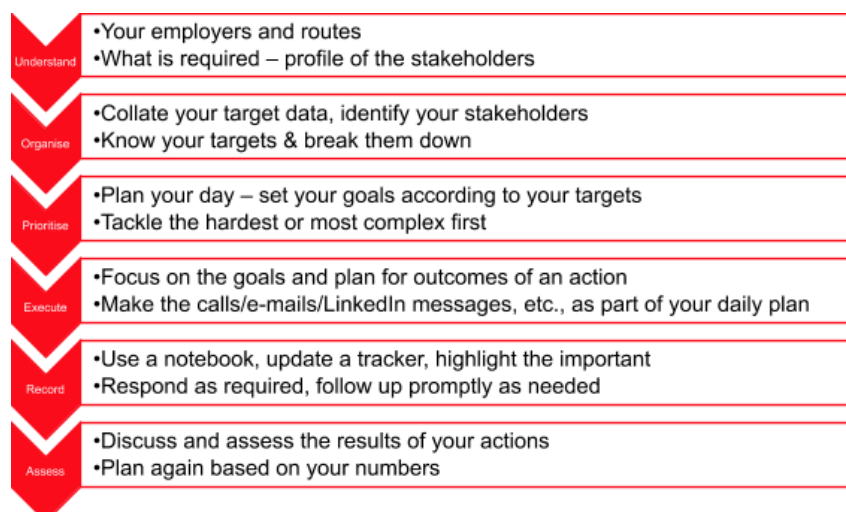 Understand
•Your employers and routes
•What is required – profile of the stakeholders
Organise
•Collate your target data, identify your stakeholders
•Know your targets & break them down
Prioritise
•Plan your day – set your goals according to your targets
•Tackle the hardest or most complex first
Execute
•Focus on the goals and plan for outcomes of an action
•Make the calls/e-mails/LinkedIn messages, etc., as part of your daily plan
Record
•Use a notebook, update a tracker, highlight the important
•Respond as required, follow up promptly as needed
Assess
•Discuss and assess the results of your actions
•Plan again based on your numbers